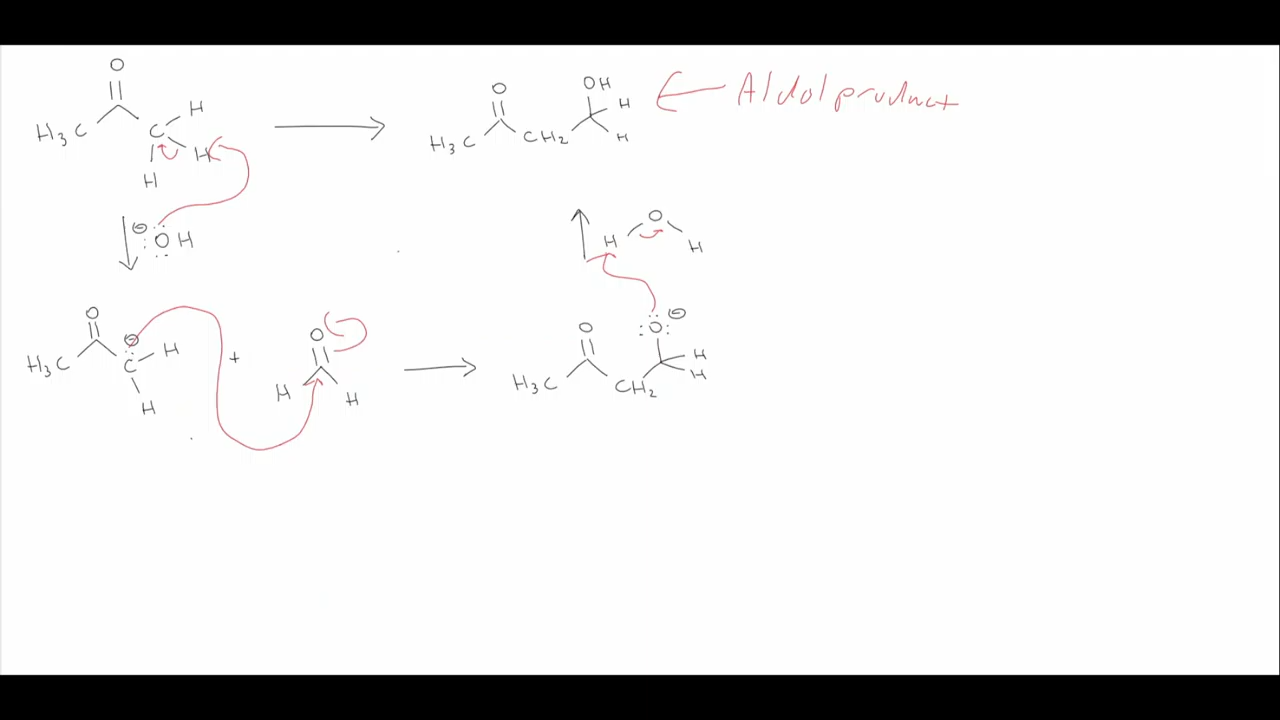 O
H₃C C H H H
O
H₃C CH₂ OH H H
Aldol product
⊖ :OH
H O H
O
H₃C C ⊖ H H
+
O
H H
O
H₃C CH₂ :O: ⊖ H H